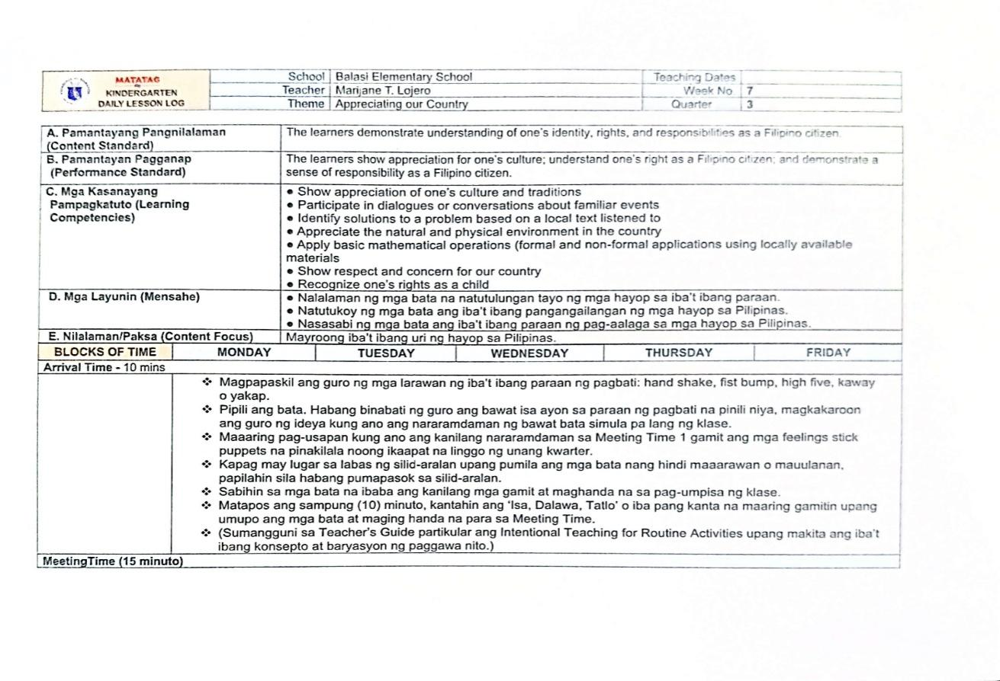 MATATAG
KINDERGARTEN
DAILY LESSON LOG
School Balasi Elementary School Teaching Dates
Teacher Marijane T. Lojero Week No 7
Theme Appreciating our Country Quarter 3
A. Pamantayang Pangnilalaman
(Content Standard)
The learners demonstrate understanding of one's identity, rights, and responsibilities as a Filipino citizen.
B. Pamantayan Pagganap
(Performance Standard)
The learners show appreciation for one's culture; understand one's right as a Filipino citizen; and demonstrate a
sense of responsibility as a Filipino citizen.
C. Mga Kasanayang
Pampagkatuto (Learning
Competencies)
● Show appreciation of one's culture and traditions
● Participate in dialogues or conversations about familiar events
● Identify solutions to a problem based on a local text listened to
● Appreciate the natural and physical environment in the country
● Apply basic mathematical operations (formal and non-formal applications using locally available
materials
● Show respect and concern for our country
● Recognize one's rights as a child
D. Mga Layunin (Mensahe)
● Nalalaman ng mga bata na natutulungan tayo ng mga hayop sa iba't ibang paraan.
● Natutukoy ng mga bata ang iba't ibang pangangailangan ng mga hayop sa Pilipinas.
● Nasasabi ng mga bata ang iba't ibang paraan ng pag-aalaga sa mga hayop sa Pilipinas.
E. Nilalaman/Paksa (Content Focus) Mayroong iba't ibang uri ng hayop sa Pilipinas.
BLOCKS OF TIME MONDAY TUESDAY WEDNESDAY THURSDAY FRIDAY
Arrival Time - 10 mins
❖ Magpapaskil ang guro ng mga larawan ng iba't ibang paraan ng pagbati: hand shake, fist bump, high five, kaway
o yakap.
❖ Pipili ang bata. Habang binabati ng guro ang bawat isa ayon sa paraan ng pagbati na pinili niya, magkakaroon
ang guro ng ideya kung ano ang nararamdaman ng bawat bata simula pa lang ng klase.
❖ Maaaring pag-usapan kung ano ang kanilang nararamdaman sa Meeting Time 1 gamit ang mga feelings stick
puppets na pinakilala noong ikaapat na linggo ng unang kwarter.
❖ Kapag may lugar sa labas ng silid-aralan upang pumila ang mga bata nang hindi maaarawan o mauulanan,
papilahin sila habang pumapasok sa silid-aralan.
❖ Sabihin sa mga bata na ibaba ang kanilang mga gamit at maghanda na sa pag-umpisa ng klase.
❖ Matapos ang sampung (10) minuto, kantahin ang 'Isa, Dalawa, Tatlo' o iba pang kanta na maaring gamitin upang
umupo ang mga bata at maging handa na para sa Meeting Time.
❖ (Sumangguni sa Teacher's Guide partikular ang Intentional Teaching for Routine Activities upang makita ang iba't
ibang konsepto at baryasyon ng paggawa nito.)
MeetingTime (15 minuto)